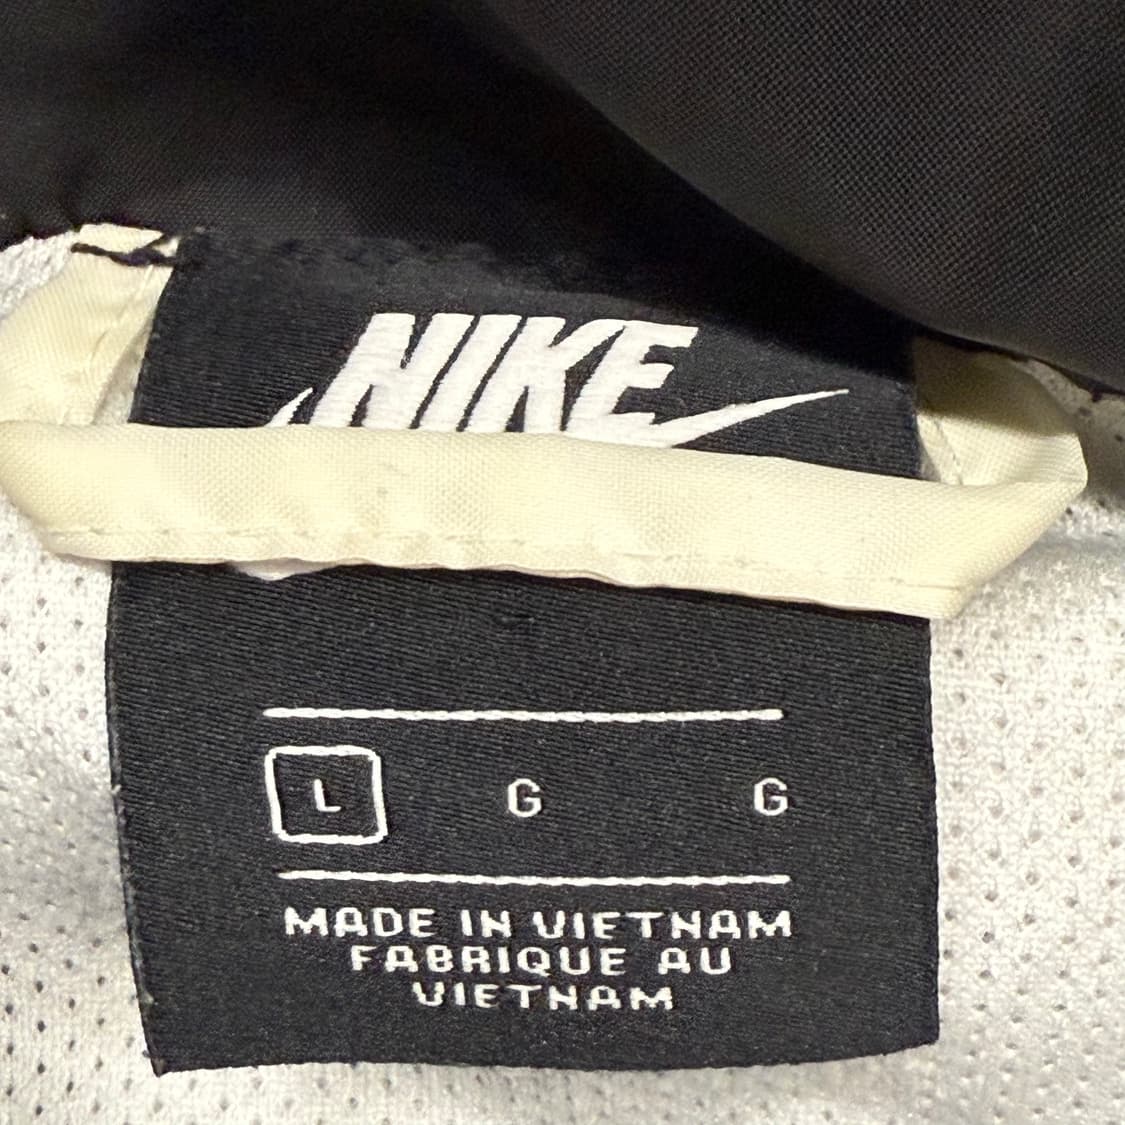 NIKE
L G G
MADE IN VIETNAM
FABRIQUE AU
VIETNAM